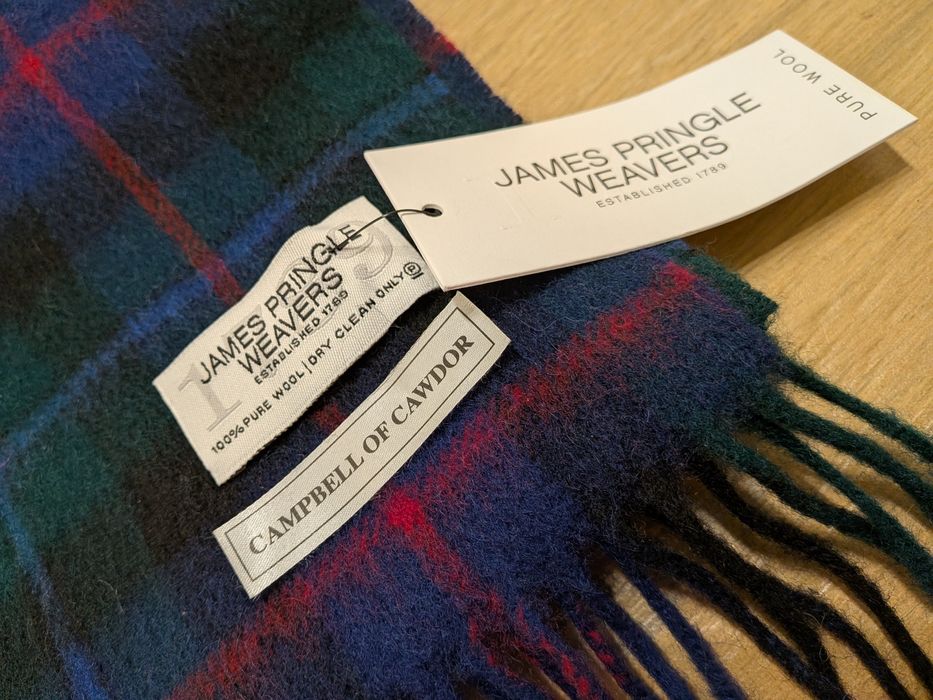 PURE WOOL
JAMES PRINGLE
WEAVERS
ESTABLISHED 1789
JAMES PRINGLE
WEAVERS
ESTABLISHED 1789
100% PURE WOOL | DRY CLEAN ONLY Ⓟ
CAMPBELL OF CAWDOR